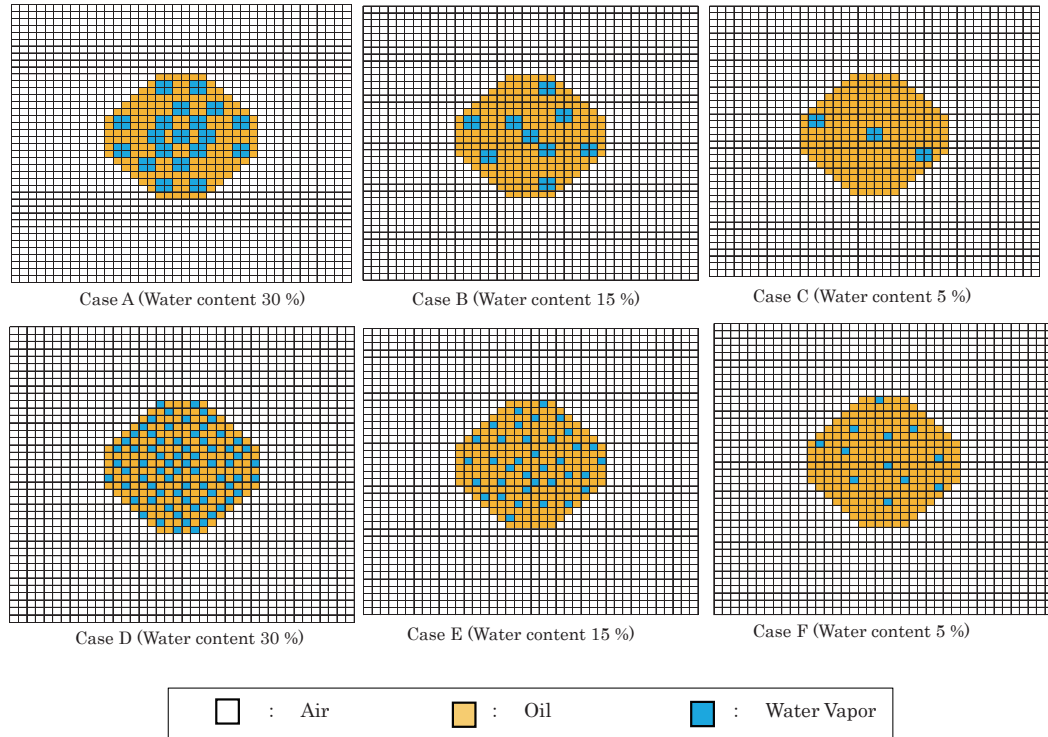 Case A (Water content 30 %)
Case B (Water content 15 %)
Case C (Water content 5 %)
Case D (Water content 30 %)
Case E (Water content 15 %)
Case F (Water content 5 %)
: Air : Oil : Water Vapor